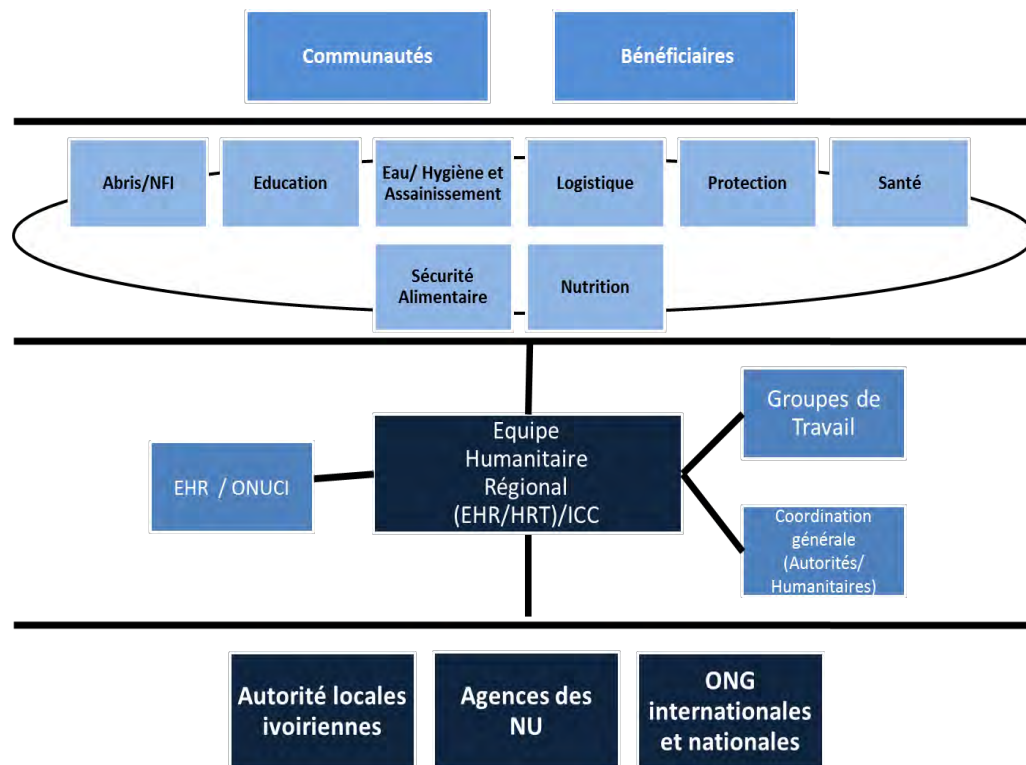 Communautés
Bénéficiaires
Abris/NFI
Education
Eau/ Hygiène et
Assainissement
Logistique
Protection
Santé
Sécurité
Alimentaire
Nutrition
EHR / ONUCI
Equipe
Humanitaire
Régional
(EHR/HRT)/ICC
Groupes de
Travail
Coordination
générale
(Autorités/
Humanitaires)
Autorité locales
ivoiriennes
Agences des
NU
ONG
internationales
et nationales